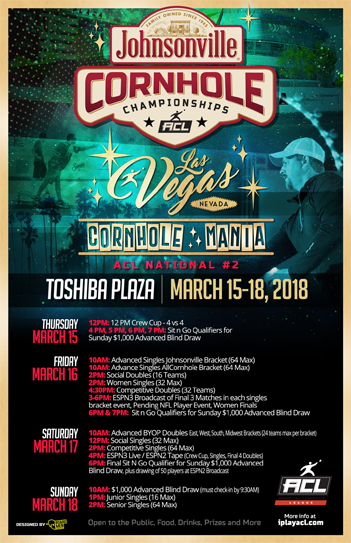 FAMILY OWNED SINCE 1945
Johnsonville
CORNHOLE
CHAMPIONSHIPS
ACL
Las
Vegas
NEVADA
CORNHOLE MANIA
ACL NATIONAL #2
TOSHIBA PLAZA | MARCH 15-18, 2018
THURSDAY
MARCH 15
12PM: 12 PM Crew Cup - 4 vs 4
4 PM, 5 PM, 6 PM, 7 PM: Sit n Go Qualifiers for
Sunday $1,000 Advanced Blind Draw
FRIDAY
MARCH 16
10AM: Advanced Singles Johnsonville Bracket (64 Max)
10AM: Advance Singles AllCornhole Bracket (64 Max)
2PM: Social Doubles (16 Teams)
2PM: Women Singles (32 Max)
4:30PM: Competitive Doubles (32 Teams)
3-6PM: ESPN3 Broadcast of Final 3 Matches in each singles
bracket event, Pending NFL Player Event, Women Finals
6PM & 7PM: Sit n Go Qualifiers for Sunday $1,000 Advanced Blind Draw
SATURDAY
MARCH 17
10AM: Advanced BYOP Doubles East, West, South, Midwest Brackets (24 teams max per bracket)
12PM: Social Singles (32 Max)
2PM: Competitive Singles (64 Max)
4PM: ESPN3 Live / ESPN2 Tape (Crew Cup, Singles, Final 4 Doubles)
6PM: Final Sit N Go Qualifier for Sunday $1,000 Advanced
Blind Draw, plus drawing of 50 players at ESPN2 Broadcast
SUNDAY
MARCH 18
10AM: $1,000 Advanced Blind Draw (must check in by 9:30AM)
1PM: Junior Singles (16 Max)
2PM: Senior Singles (64 Max)
ACL
More info at
iplayacl.com
DESIGNED BY
Open to the Public, Food, Drinks, Prizes and More